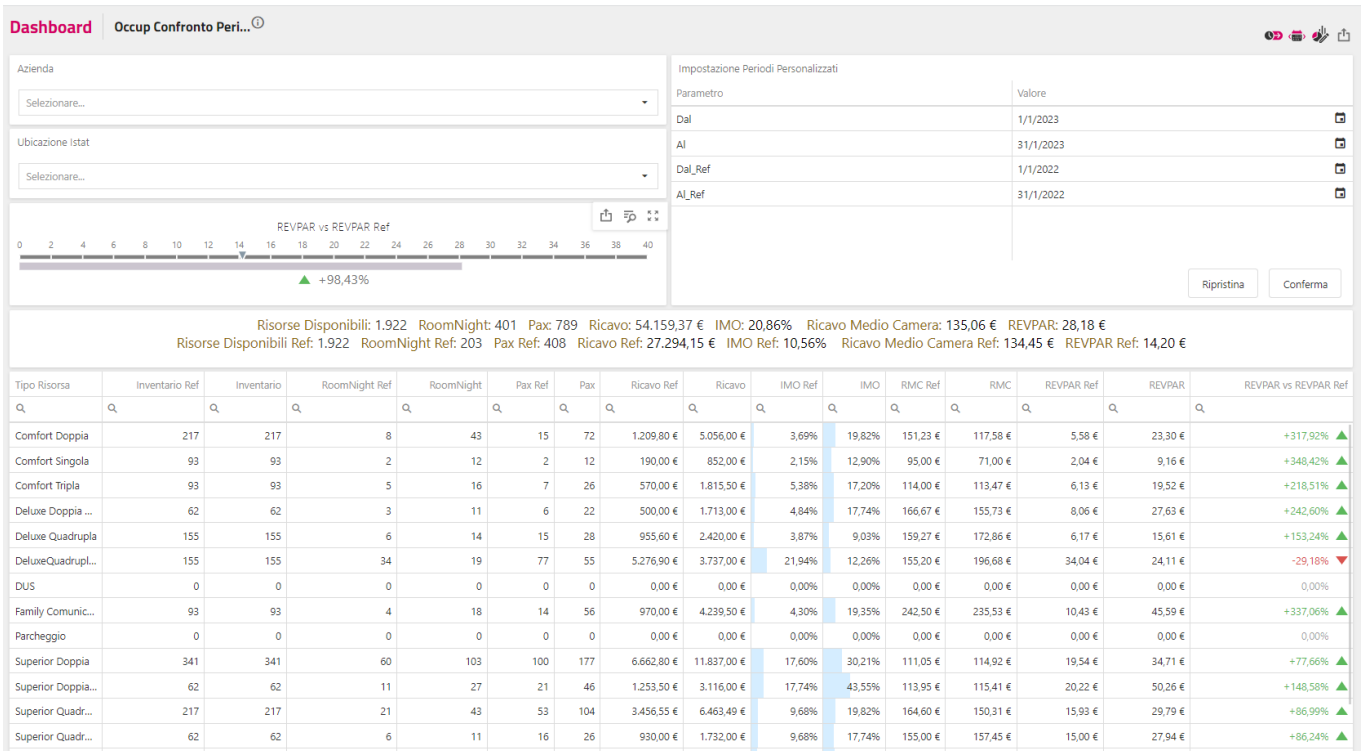 Dashboard Occup Confronto Peri...
Azienda
Selezionare...
Ubicazione Istat
Selezionare...
Impostazione Periodi Personalizzati
Parametro Valore
Dal 1/1/2023
Al 31/1/2023
Dal_Ref 1/1/2022
Al_Ref 31/1/2022
Ripristina Conferma
REVPAR vs REVPAR Ref
0 2 4 6 8 10 12 14 16 18 20 22 24 26 28 30 32 34 36 38 40
+98,43%
Risorse Disponibili: 1.922 RoomNight: 401 Pax: 789 Ricavo: 54.159,37 € IMO: 20,86% Ricavo Medio Camera: 135,06 € REVPAR: 28,18 €
Risorse Disponibili Ref: 1.922 RoomNight Ref: 203 Pax Ref: 408 Ricavo Ref: 27.294,15 € IMO Ref: 10,56% Ricavo Medio Camera Ref: 134,45 € REVPAR Ref: 14,20 €
Tipo Risorsa Inventario Ref Inventario RoomNight Ref RoomNight Pax Ref Pax Ricavo Ref Ricavo IMO Ref IMO RMC Ref RMC REVPAR Ref REVPAR REVPAR vs REVPAR Ref
Comfort Doppia 217 217 8 43 15 72 1.209,80 € 5.056,00 € 3,69% 19,82% 151,23 € 117,58 € 5,58 € 23,30 € +317,92%
Comfort Singola 93 93 2 12 2 12 190,00 € 852,00 € 2,15% 12,90% 95,00 € 71,00 € 2,04 € 9,16 € +348,42%
Comfort Tripla 93 93 5 16 7 26 570,00 € 1.815,50 € 5,38% 17,20% 114,00 € 113,47 € 6,13 € 19,52 € +218,51%
Deluxe Doppia ... 62 62 3 11 6 22 500,00 € 1.713,00 € 4,84% 17,74% 166,67 € 155,73 € 8,06 € 27,63 € +242,60%
Deluxe Quadrupla 155 155 6 14 15 28 955,60 € 2.420,00 € 3,87% 9,03% 159,27 € 172,86 € 6,17 € 15,61 € +153,24%
DeluxeQuadrupl... 155 155 34 19 77 55 5.276,90 € 3.737,00 € 21,94% 12,26% 155,20 € 196,68 € 34,04 € 24,11 € -29,18%
DUS 0 0 0 0 0 0 0,00 € 0,00 € 0,00% 0,00% 0,00 € 0,00 € 0,00 € 0,00 € 0,00%
Family Comunic... 93 93 4 18 14 56 970,00 € 4.239,50 € 4,30% 19,35% 242,50 € 235,53 € 10,43 € 45,59 € +337,06%
Parcheggio 0 0 0 0 0 0 0,00 € 0,00 € 0,00% 0,00% 0,00 € 0,00 € 0,00 € 0,00 € 0,00%
Superior Doppia 341 341 60 103 100 177 6.662,80 € 11.837,00 € 17,60% 30,21% 111,05 € 114,92 € 19,54 € 34,71 € +77,66%
Superior Doppia... 62 62 11 27 21 46 1.253,50 € 3.116,00 € 17,74% 43,55% 113,95 € 115,41 € 20,22 € 50,26 € +148,58%
Superior Quadr... 217 217 21 43 53 104 3.456,55 € 6.463,49 € 9,68% 19,82% 164,60 € 150,31 € 15,93 € 29,79 € +86,99%
Superior Quadr... 62 62 6 11 16 26 930,00 € 1.732,00 € 9,68% 17,74% 155,00 € 157,45 € 15,00 € 27,94 € +86,24%